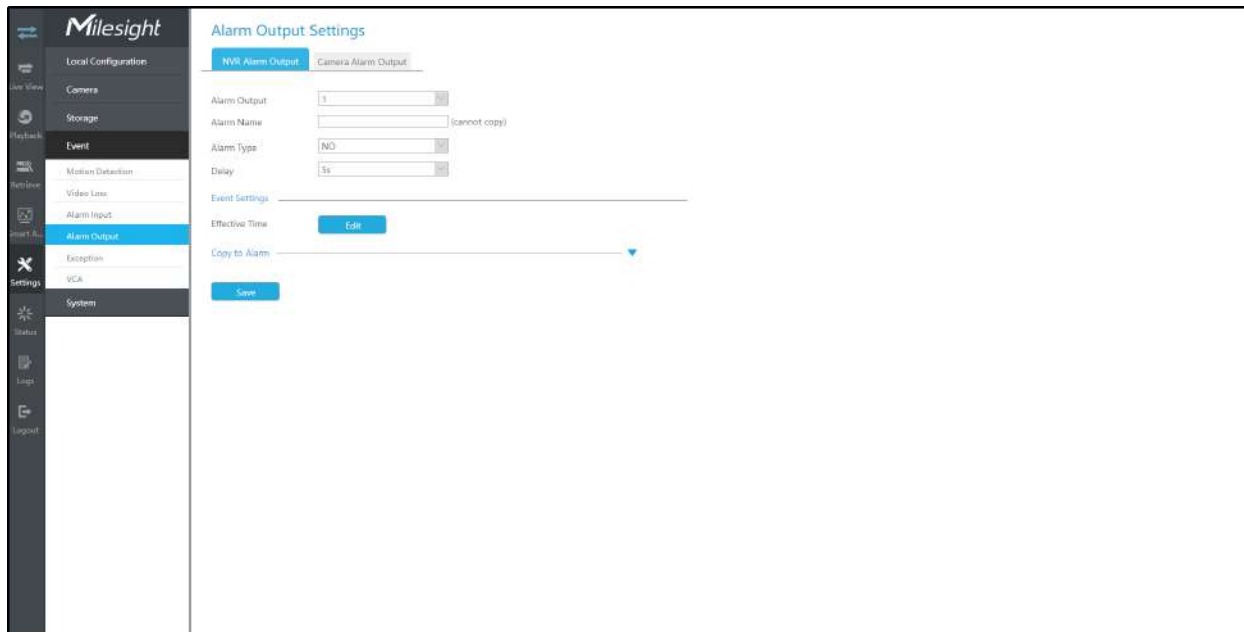 Milesight
Live View
Playback
Retrieve
Smart A...
Settings
Status
Logs
Logout
Local Configuration
Camera
Storage
Event
Motion Detection
Video Loss
Alarm Input
Alarm Output
Exception
VCA
System
Alarm Output Settings
NVR Alarm Output Camera Alarm Output
Alarm Output 1
Alarm Name (cannot copy)
Alarm Type NO
Delay 5s
Event Settings
Effective Time Edit
Copy to Alarm
Save